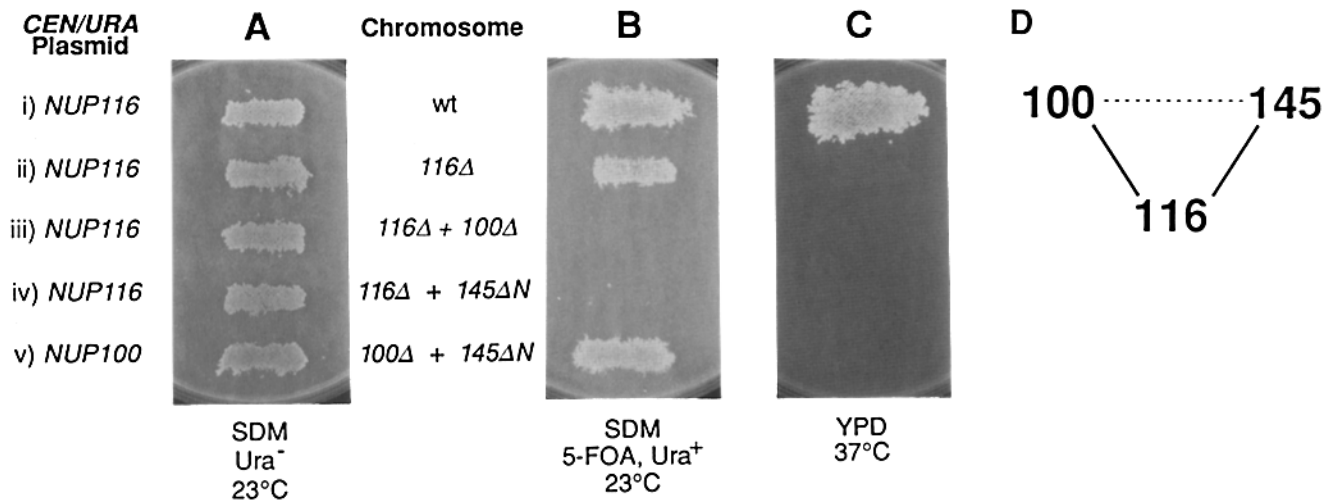 CEN/URA
Plasmid
A
Chromosome
B
C
D
i) NUP116
wt
ii) NUP116
116Δ
iii) NUP116
116Δ + 100Δ
iv) NUP116
116Δ + 145ΔN
v) NUP100
100Δ + 145ΔN
SDM
Ura⁻
23°C
SDM
5-FOA, Ura⁺
23°C
YPD
37°C
100
145
116